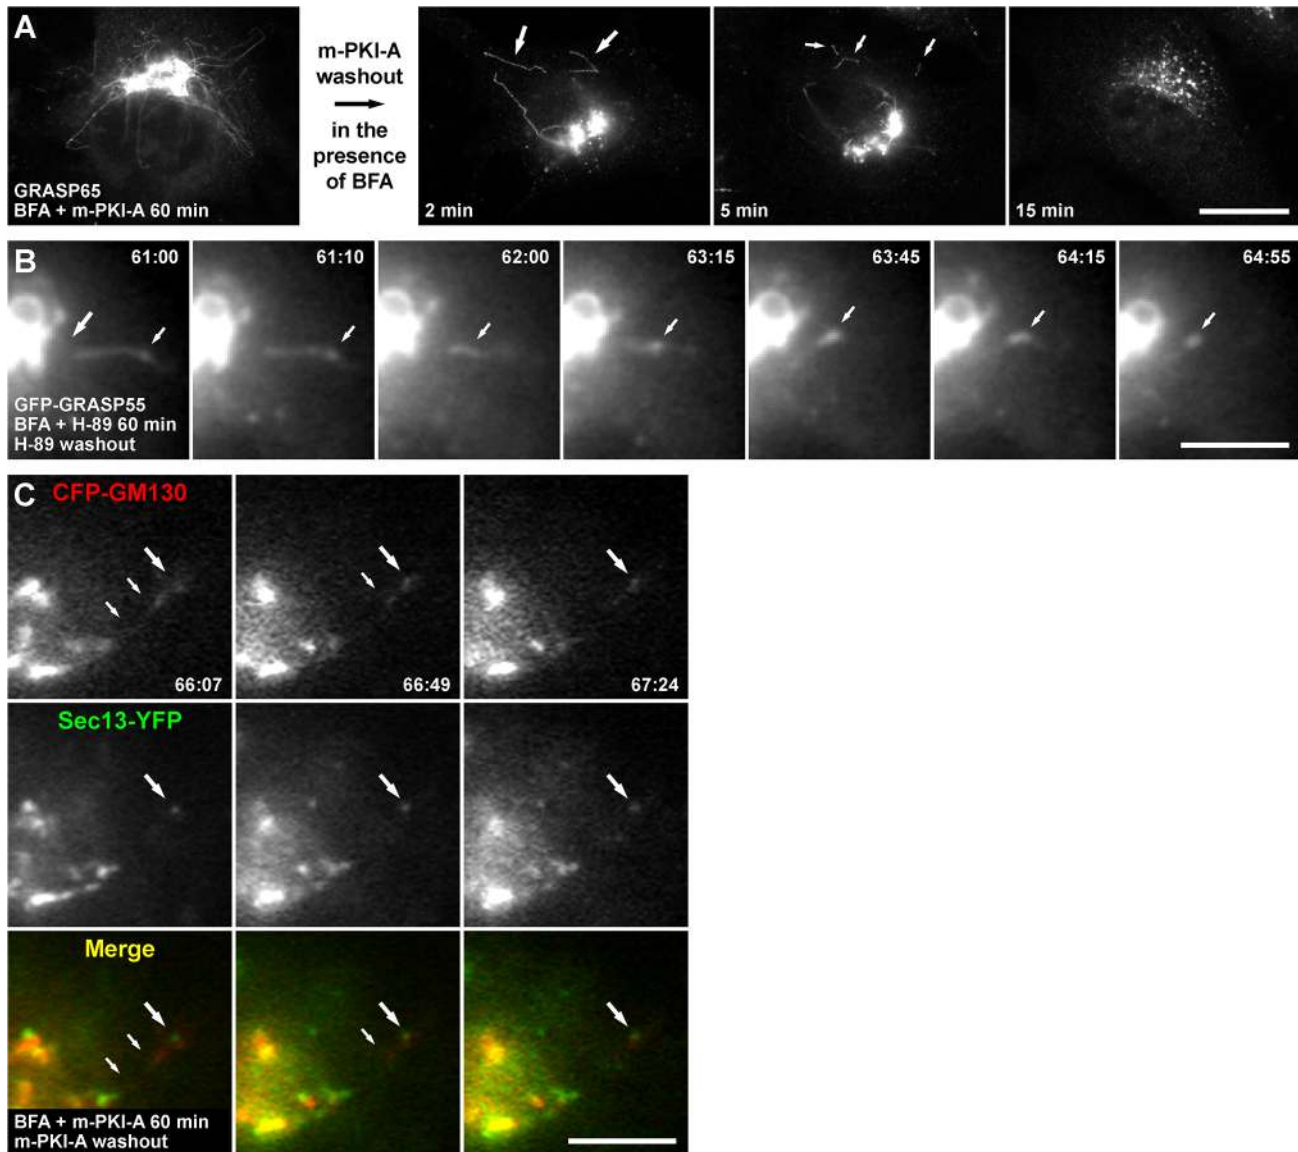 A
GRASP65
BFA + m-PKI-A 60 min
m-PKI-A
washout
in the
presence
of BFA
2 min
5 min
15 min
B
61:00
61:10
62:00
63:15
63:45
64:15
64:55
GFP-GRASP55
BFA + H-89 60 min
H-89 washout
C
CFP-GM130
66:07
66:49
67:24
Sec13-YFP
Merge
BFA + m-PKI-A 60 min
m-PKI-A washout